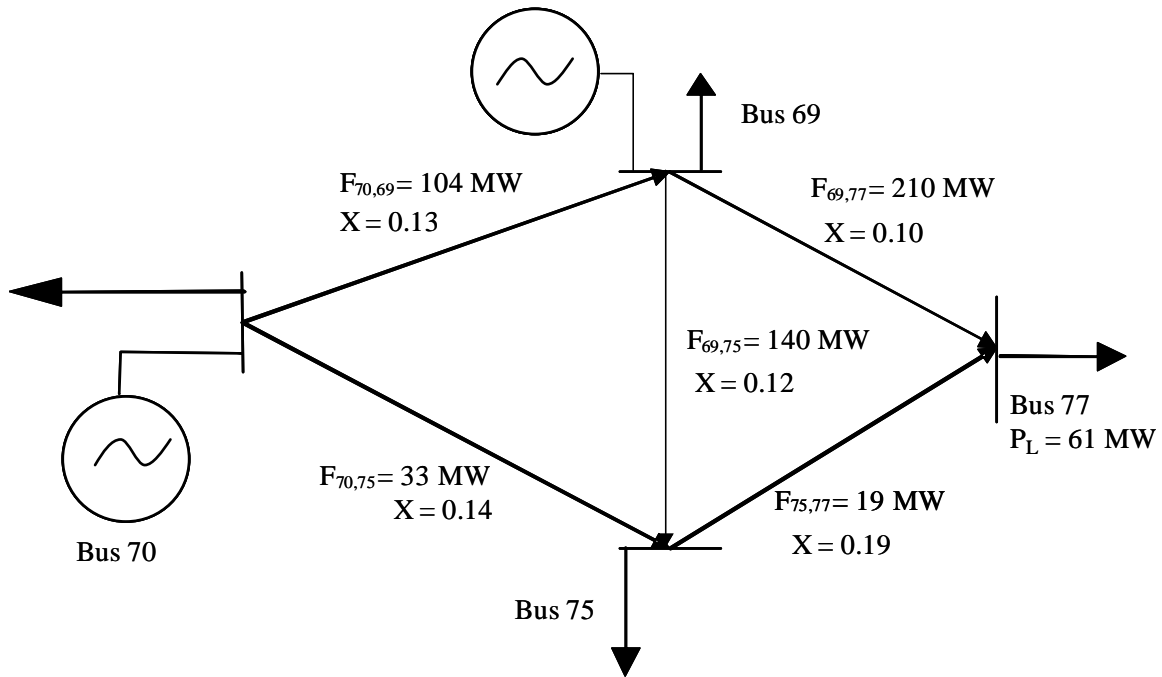 Bus 69
F70,69= 104 MW
X = 0.13
F69,77= 210 MW
X = 0.10
F69,75= 140 MW
X = 0.12
Bus 77
PL = 61 MW
F70,75= 33 MW
X = 0.14
F75,77= 19 MW
X = 0.19
Bus 70
Bus 75